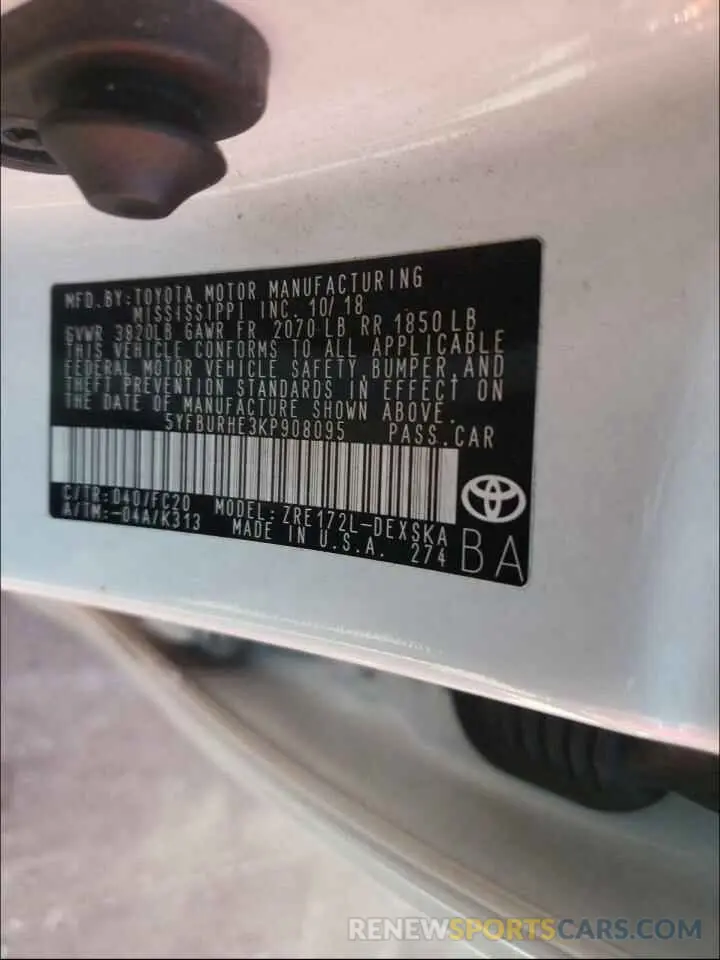 MFD. BY: TOYOTA MOTOR MANUFACTURING
MISSISSIPPI INC. 10/18
GVWR 3820LB GAWR FR 2070 LB RR 1850 LB
THIS VEHICLE CONFORMS TO ALL APPLICABLE
FEDERAL MOTOR VEHICLE SAFETY, BUMPER, AND
THEFT PREVENTION STANDARDS IN EFFECT ON
THE DATE OF MANUFACTURE SHOWN ABOVE.
5YFBURHE3KP908095 PASS. CAR
C/TR: 040/FC20 MODEL: ZRE172L-DEXSKA
A/TM: -04A/K313 MADE IN U.S.A. 274
BA
RENEWSPORTSCARS.COM